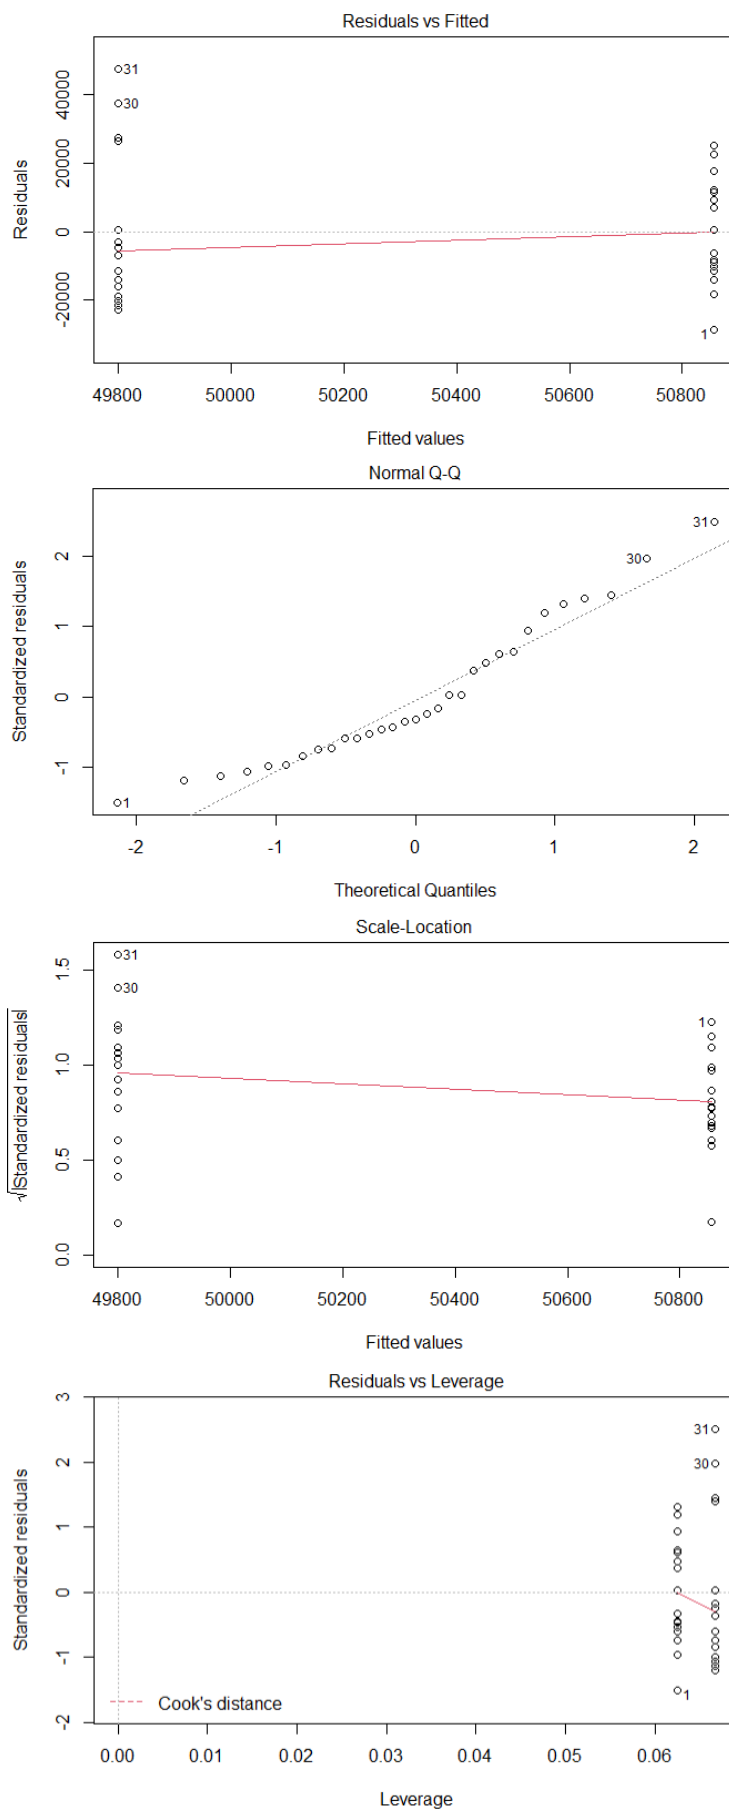 Residuals vs Fitted
31
30
1
Residuals
40000
20000
0
-20000
49800 50000 50200 50400 50600 50800
Fitted values
Normal Q-Q
31
30
1
Standardized residuals
2
1
0
-1
-2 -1 0 1 2
Theoretical Quantiles
Scale-Location
31
30
1
√|Standardized residuals|
1.5
1.0
0.5
0.0
49800 50000 50200 50400 50600 50800
Fitted values
Residuals vs Leverage
31
30
1
Standardized residuals
3
2
1
0
-1
-2
Cook's distance
0.00 0.01 0.02 0.03 0.04 0.05 0.06
Leverage